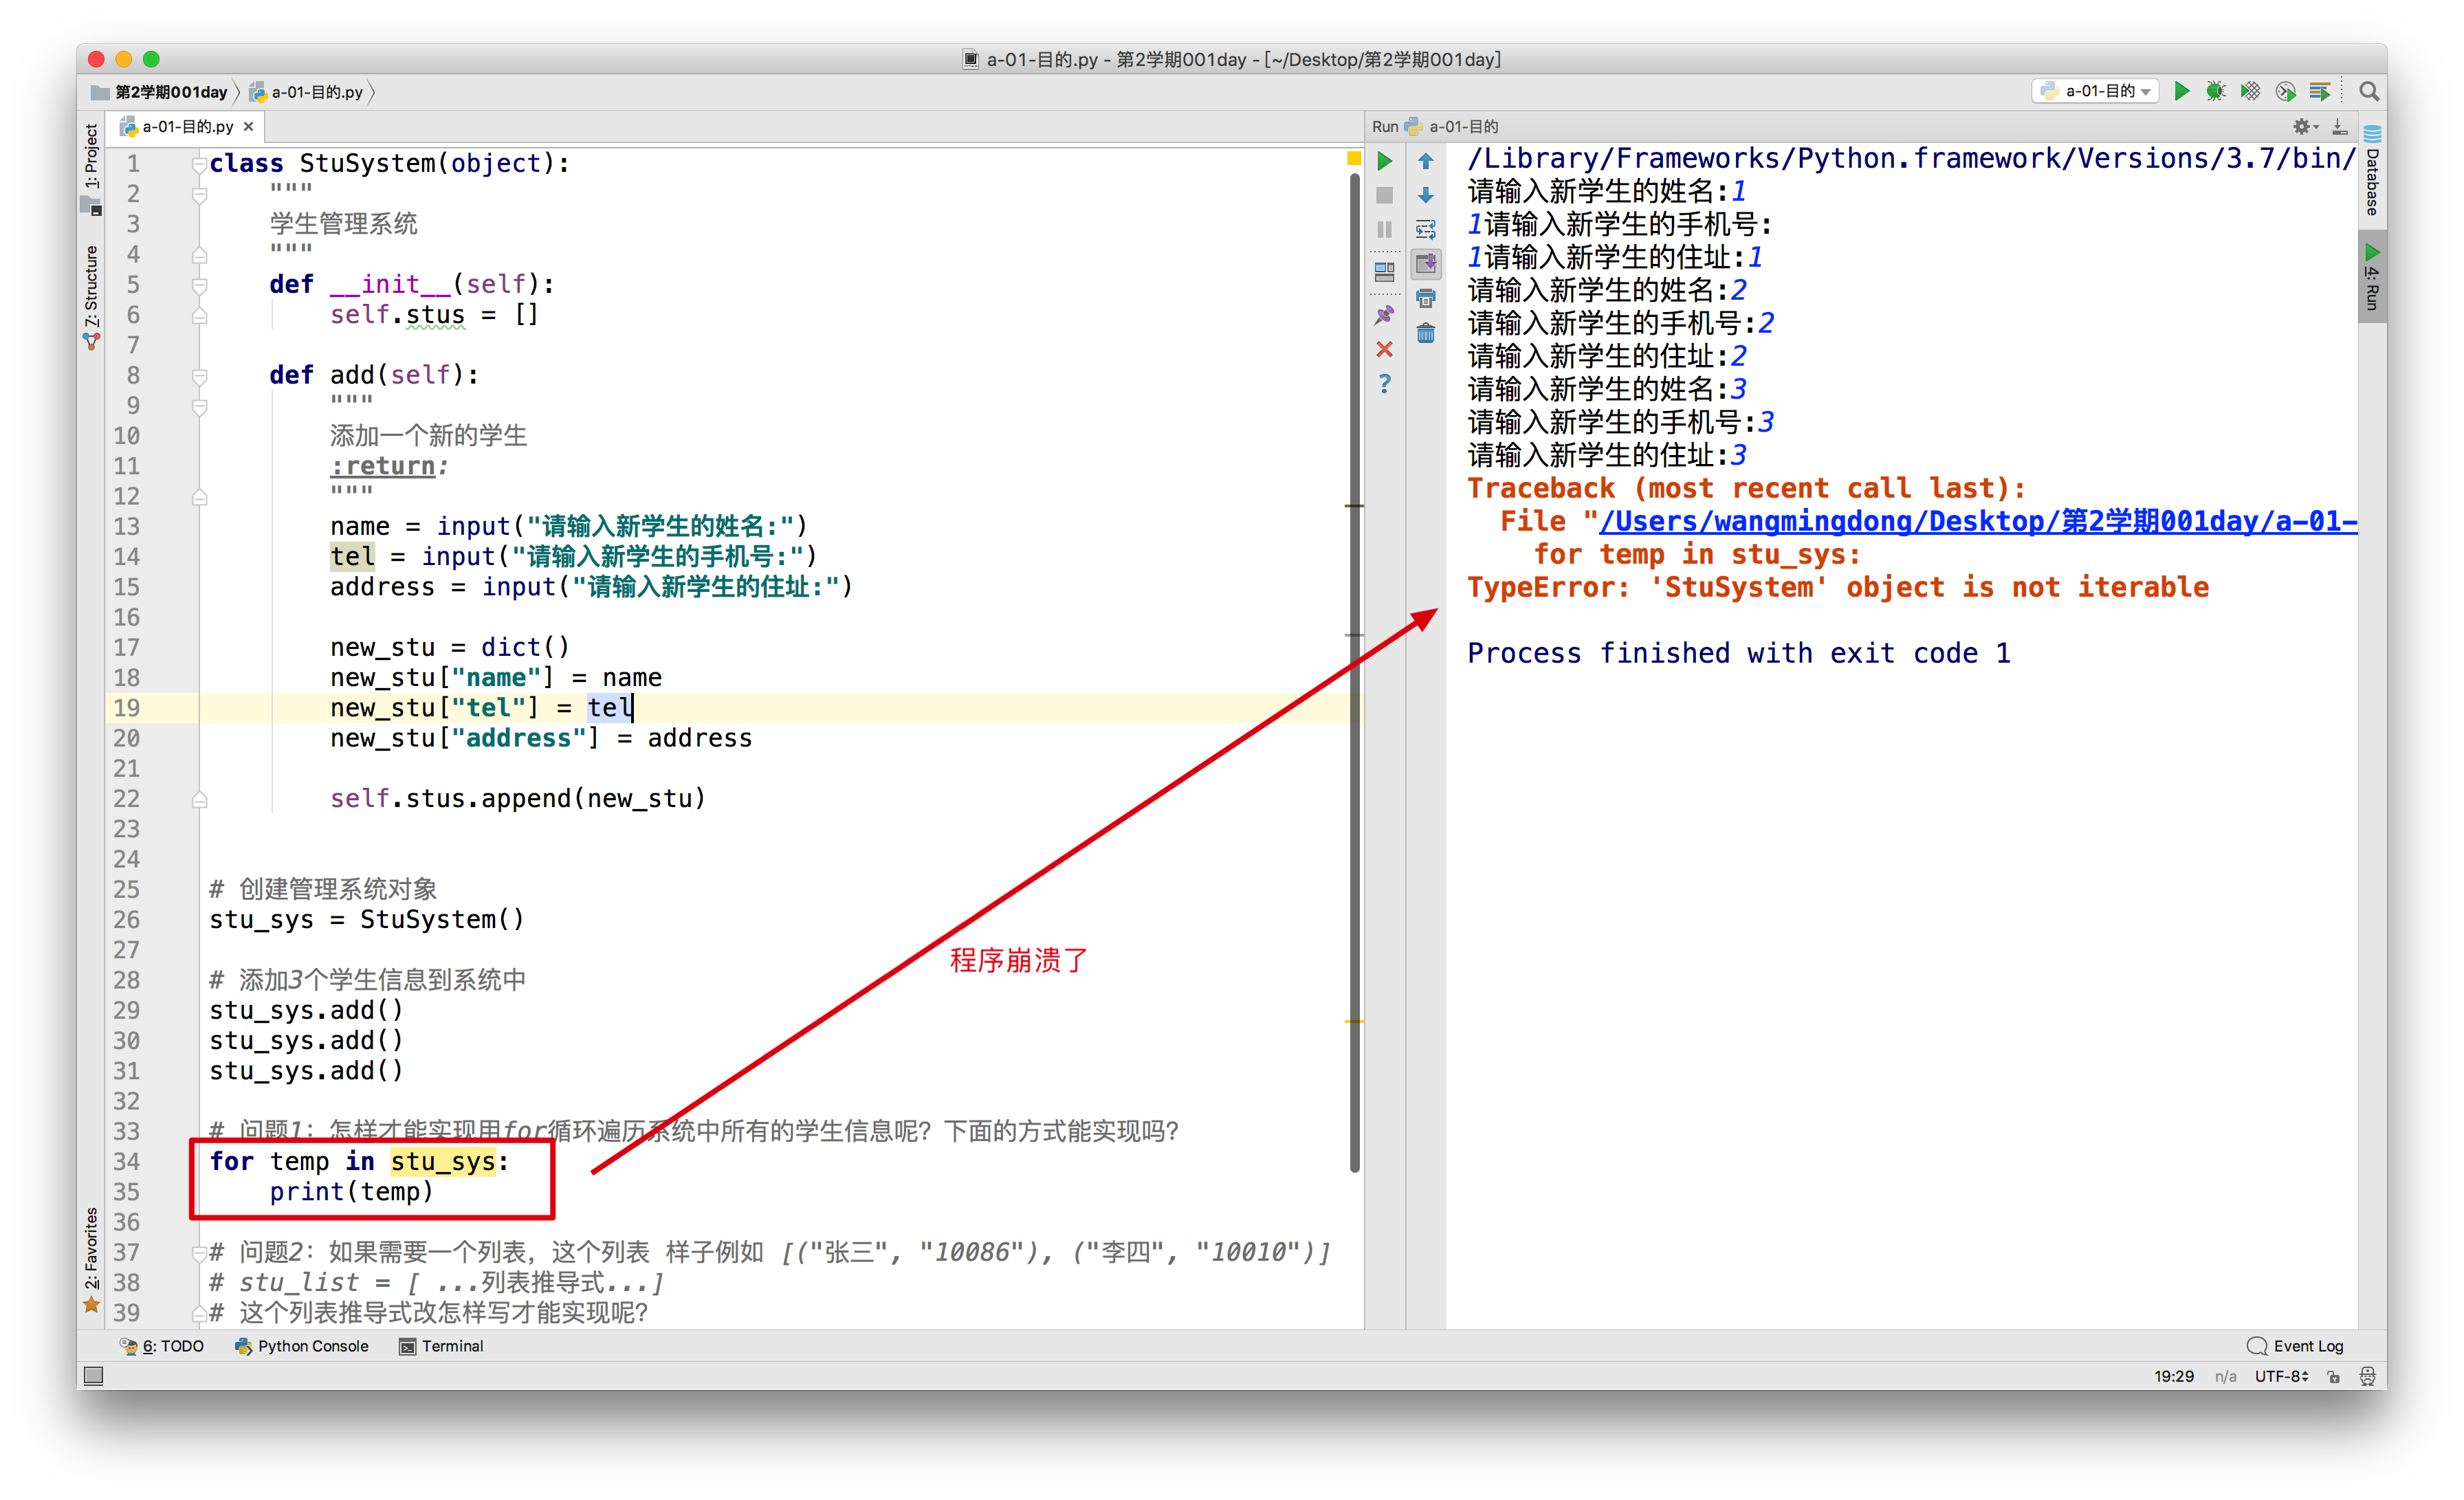 a-01-目的.py - 第2学期001day - [~/Desktop/第2学期001day]
第2学期001day a-01-目的.py
a-01-目的
1: Project
7: Structure
2: Favorites
a-01-目的.py
1 class StuSystem(object):
2     """
3     学生管理系统
4     """
5     def __init__(self):
6         self.stus = []
7
8     def add(self):
9         """
10         添加一个新的学生
11         :return:
12         """
13         name = input("请输入新学生的姓名:")
14         tel = input("请输入新学生的手机号:")
15         address = input("请输入新学生的住址:")
16
17         new_stu = dict()
18         new_stu["name"] = name
19         new_stu["tel"] = tel
20         new_stu["address"] = address
21
22         self.stus.append(new_stu)
23
24
25 # 创建管理系统对象
26 stu_sys = StuSystem()
27
28 # 添加3个学生信息到系统中
29 stu_sys.add()
30 stu_sys.add()
31 stu_sys.add()
32
33 # 问题1：怎样才能实现用for循环遍历系统中所有的学生信息呢？下面的方式能实现吗？
34 for temp in stu_sys:
35     print(temp)
36
37 # 问题2：如果需要一个列表，这个列表 样子例如 [("张三", "10086"), ("李四", "10010")]
38 # stu_list = [ ...列表推导式...]
39 # 这个列表推导式改怎样写才能实现呢？
程序崩溃了
Run a-01-目的
/Library/Frameworks/Python.framework/Versions/3.7/bin/
请输入新学生的姓名:1
1请输入新学生的手机号:
1请输入新学生的住址:1
请输入新学生的姓名:2
请输入新学生的手机号:2
请输入新学生的住址:2
请输入新学生的姓名:3
请输入新学生的手机号:3
请输入新学生的住址:3
Traceback (most recent call last):
  File "/Users/wangmingdong/Desktop/第2学期001day/a-01-
    for temp in stu_sys:
TypeError: 'StuSystem' object is not iterable
Process finished with exit code 1
Database
4: Run
6: TODO Python Console Terminal Event Log
19:29 n/a UTF-8